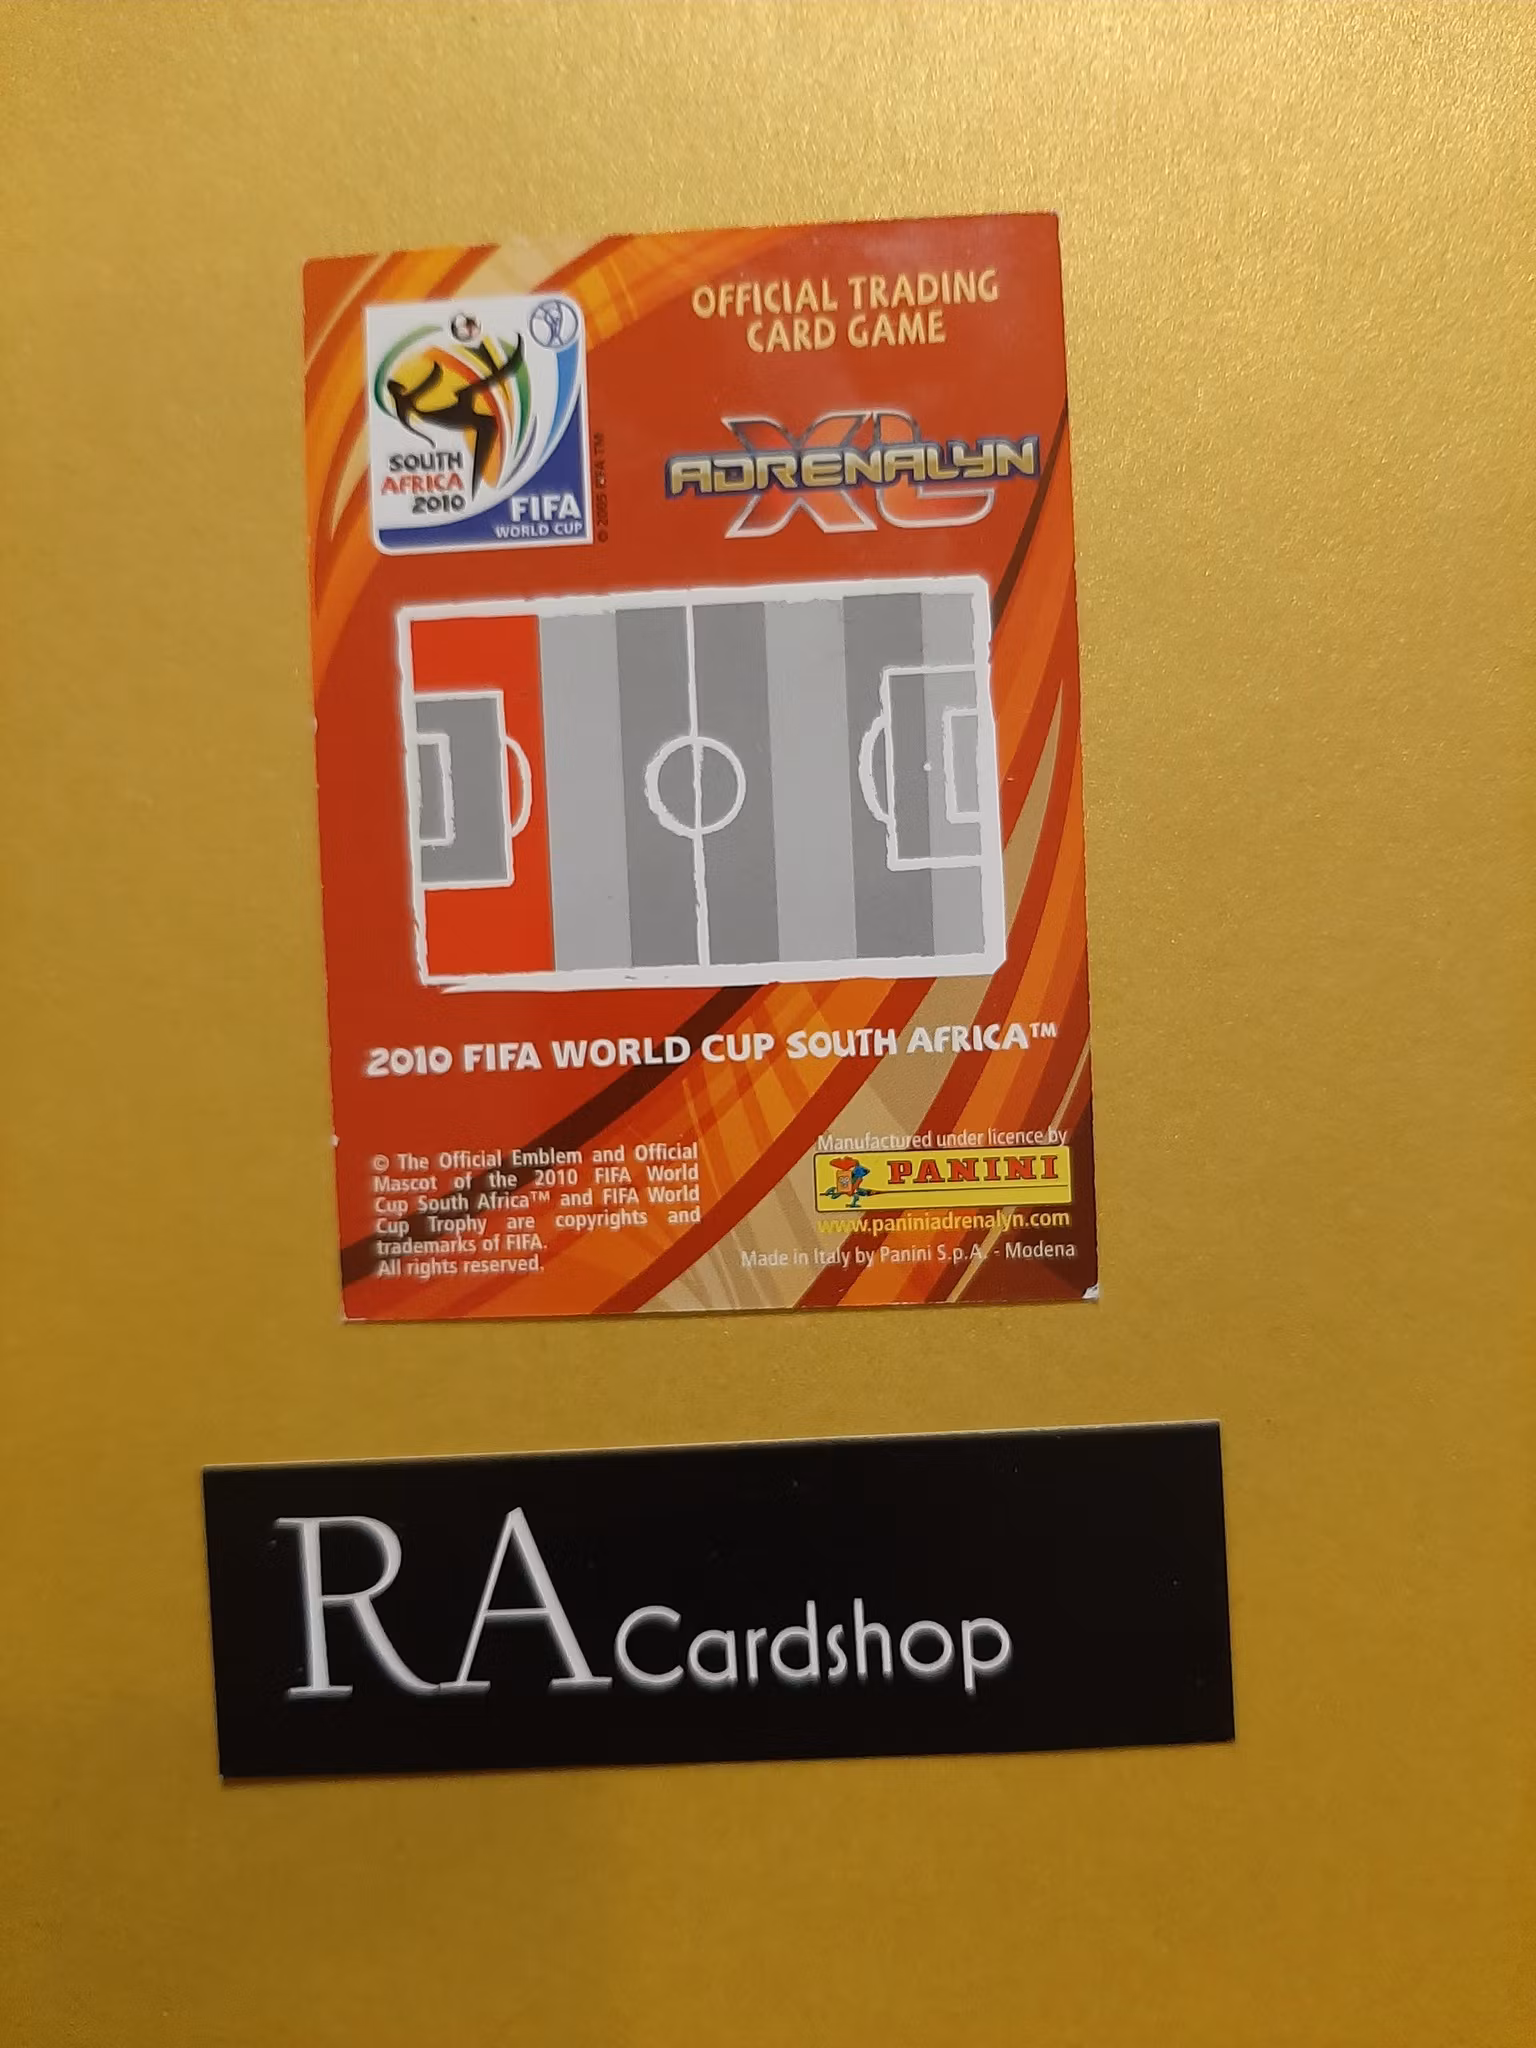 OFFICIAL TRADING
CARD GAME
SOUTH
AFRICA
2010
FIFA
WORLD CUP
© 2005 FIFA TM
ADRENALYN
XL
2010 FIFA WORLD CUP SOUTH AFRICA™
© The Official Emblem and Official
Mascot of the 2010 FIFA World
Cup South Africa™ and FIFA World
Cup Trophy are copyrights and
trademarks of FIFA.
All rights reserved.
Manufactured under licence by
PANINI
www.paniniadrenalyn.com
Made in Italy by Panini S.p.A. - Modena
RA Cardshop